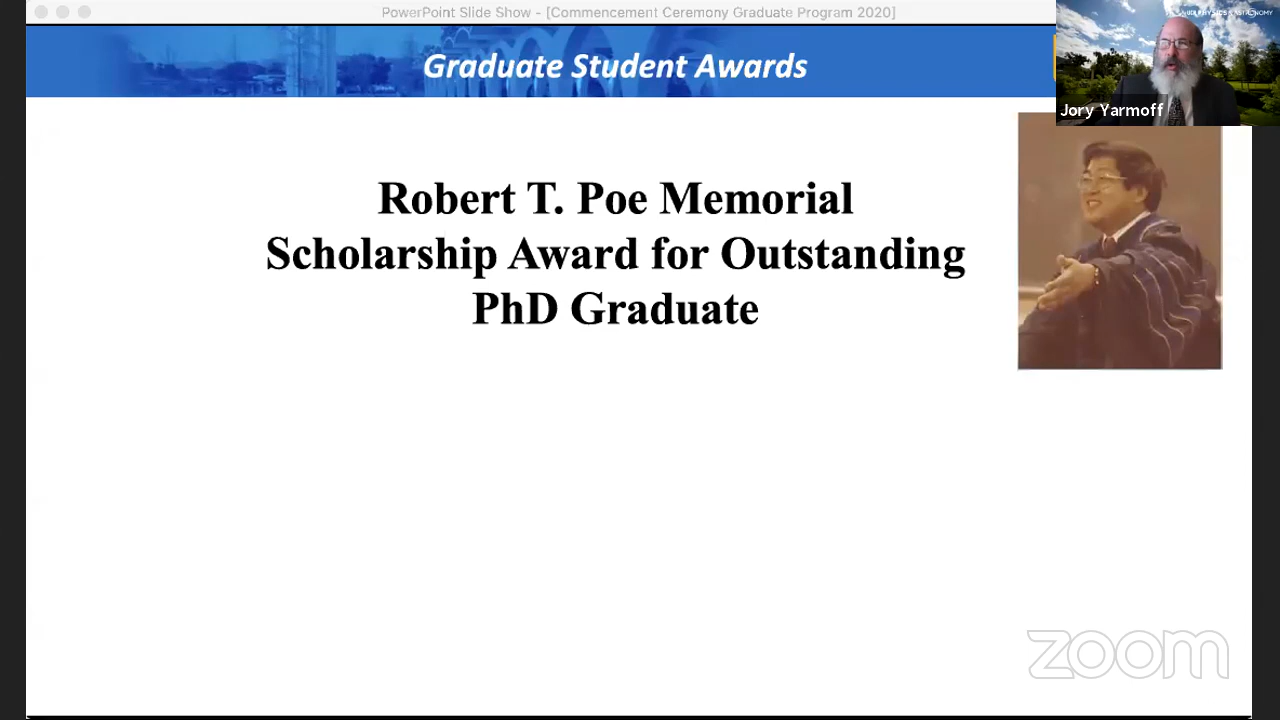 PowerPoint Slide Show - [Commencement Ceremony Graduate Program 2020]
Graduate Student Awards
Jory Yarmoff
Robert T. Poe Memorial
Scholarship Award for Outstanding
PhD Graduate
zoom